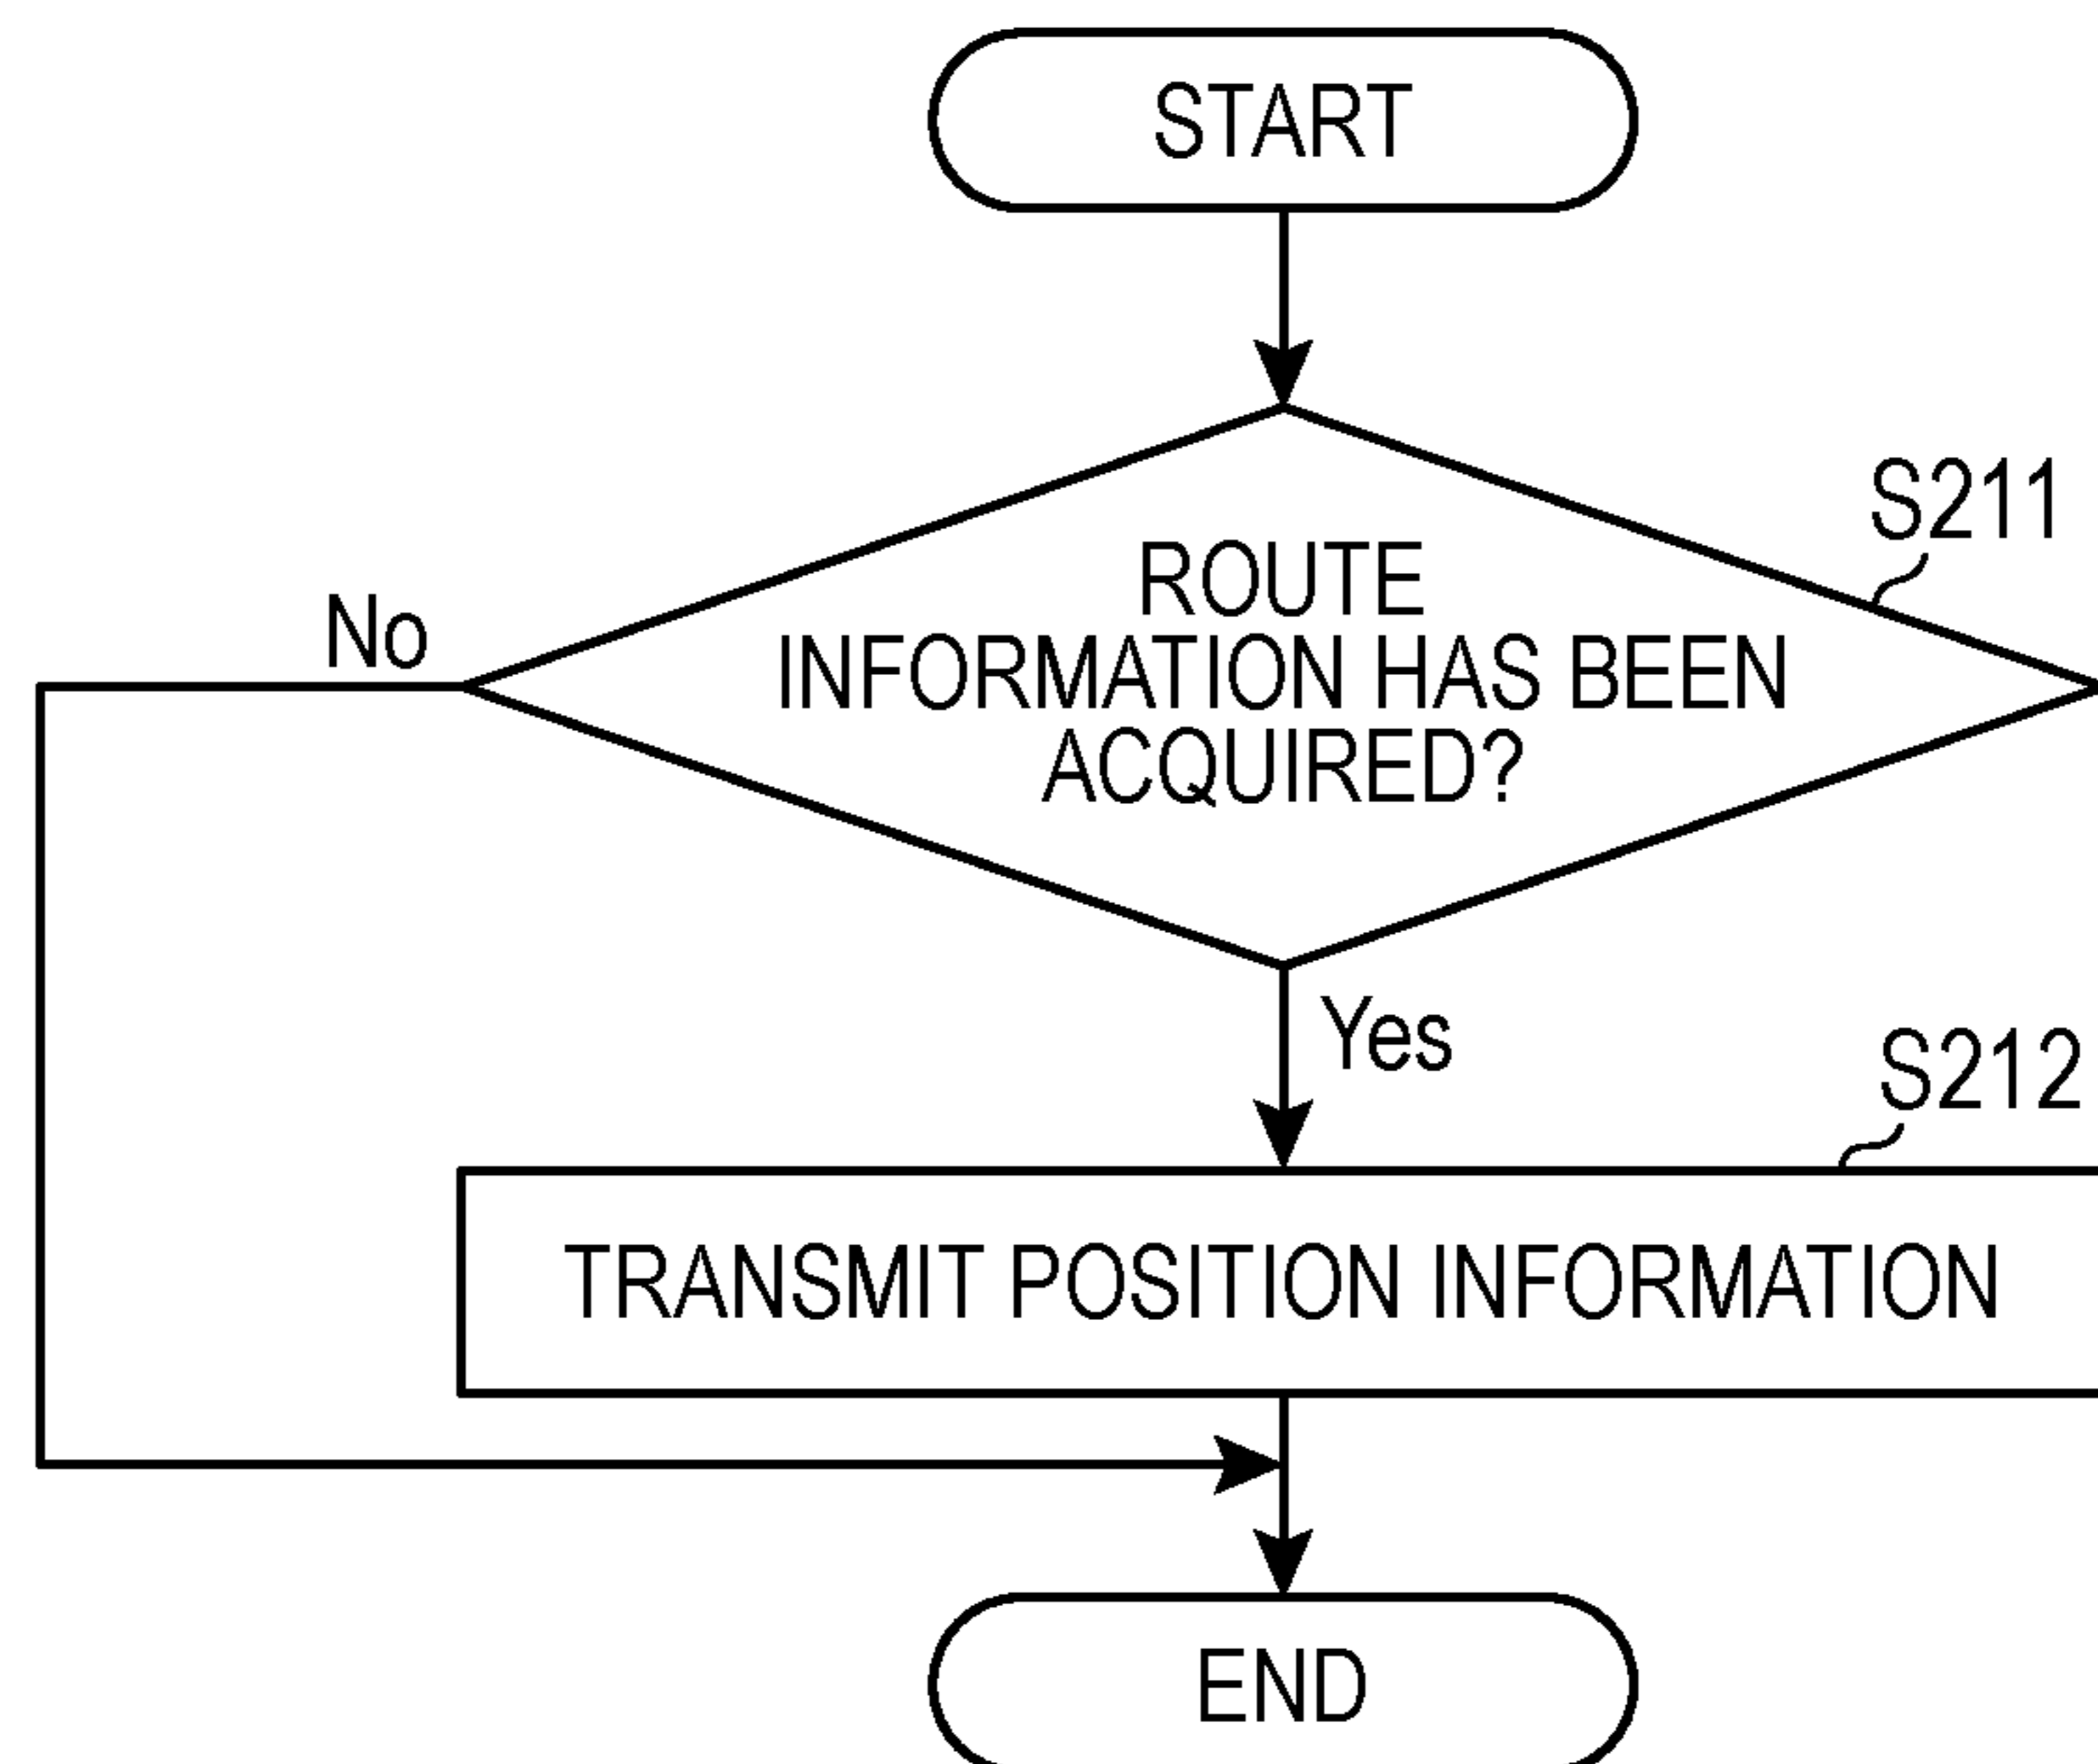 START
S211
ROUTE
INFORMATION HAS BEEN
ACQUIRED?
No
Yes
S212
TRANSMIT POSITION INFORMATION
END